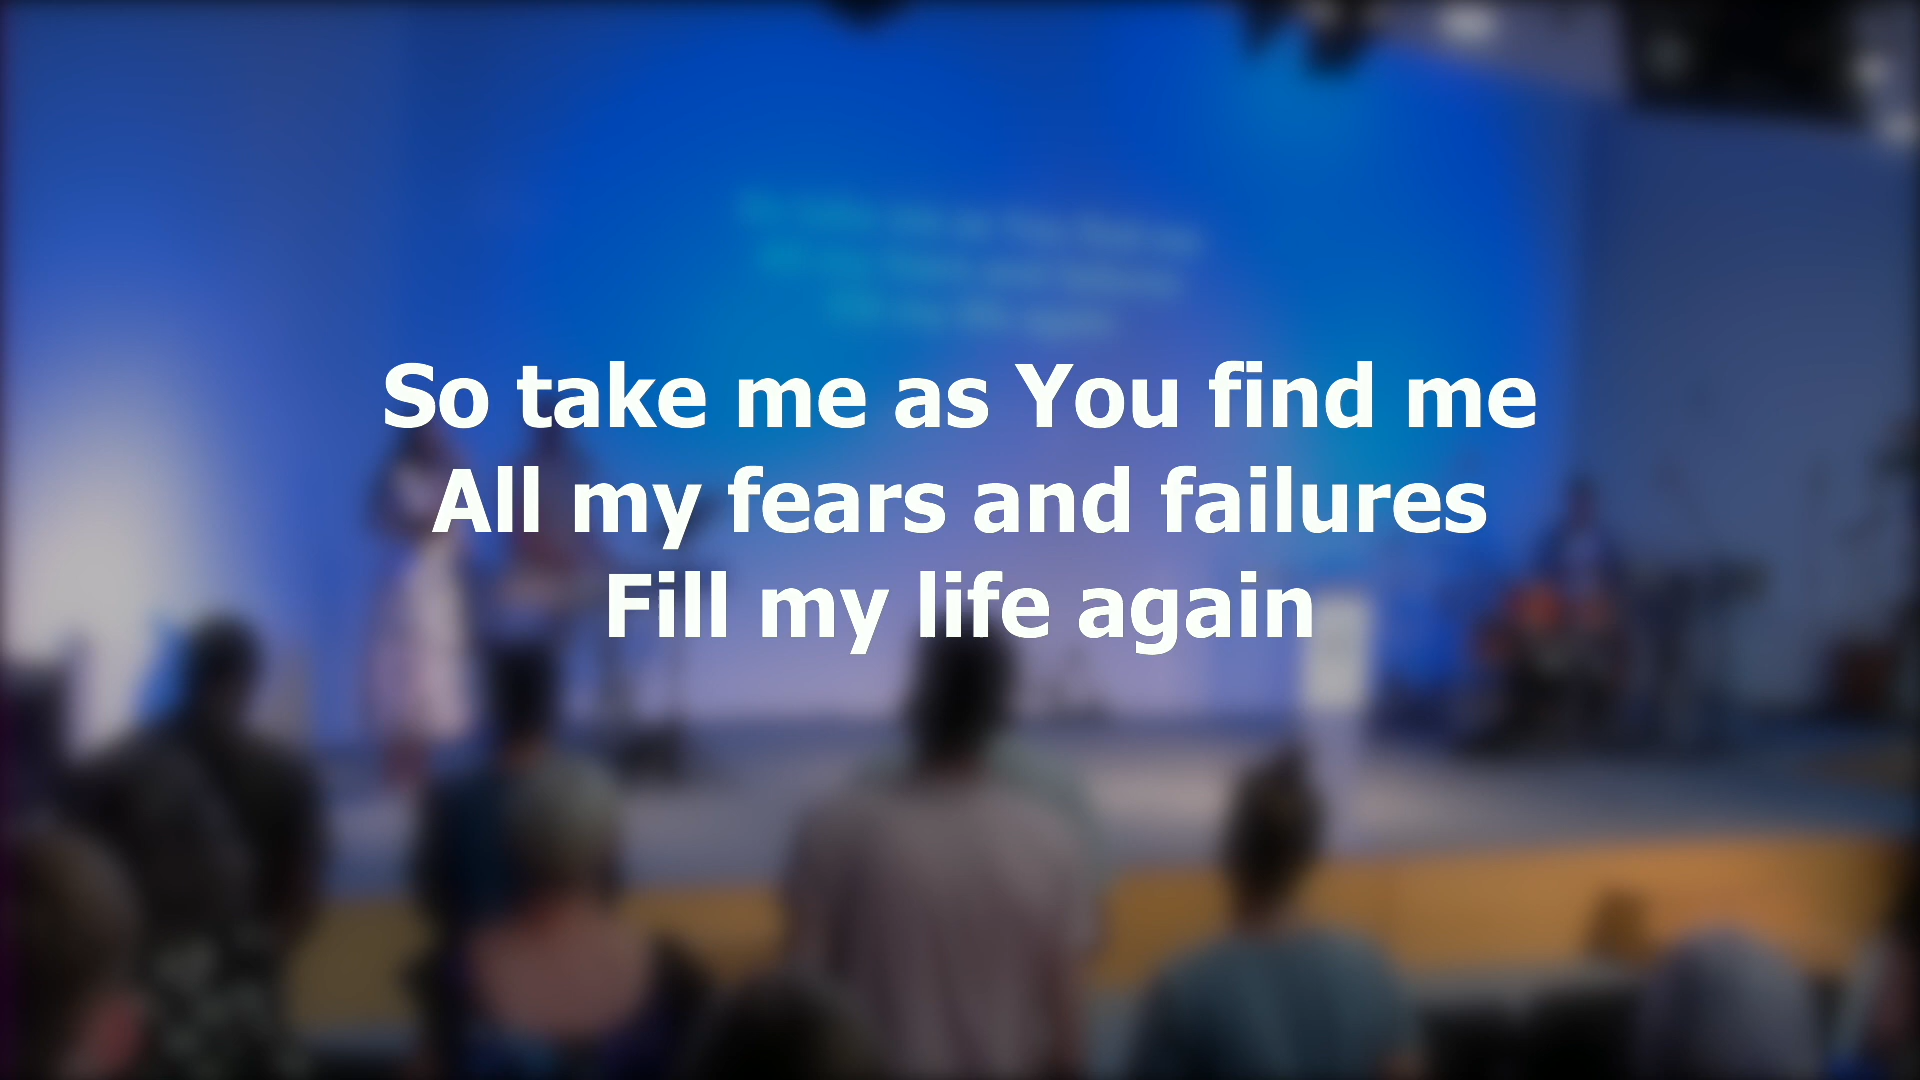 So take me as You find me
All my fears and failures
Fill my life again